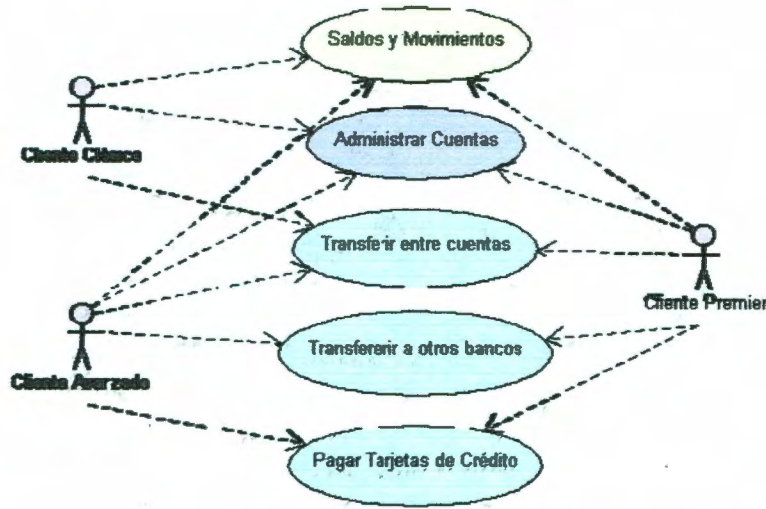 Saldos y Movimientos
Administrar Cuentas
Cliente Clásico
Transferir entre cuentas
Cliente Premier
Transfererir a otros bancos
Cliente Avanzado
Pagar Tarjetas de Crédito